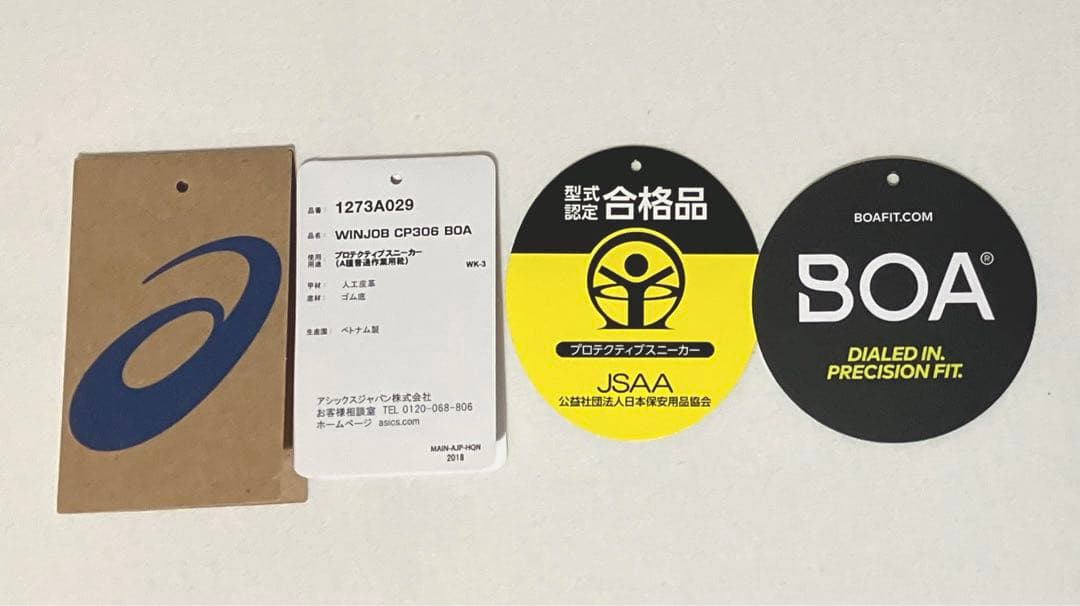 品番: 1273A029
品名: WINJOB CP306 BOA
使用用途: プロテクティブスニーカー
(A種普通作業用靴)
WK-3
甲材: 人工皮革
底材: ゴム底
生産国: ベトナム製
アシックスジャパン株式会社
お客様相談室 TEL 0120-068-806
ホームページ asics.com
MAIN-AJP-HQN
2018
型式
認定 合格品
プロテクティブスニーカー
JSAA
公益社団法人日本保安用品協会
BOAFIT.COM
BOA®
DIALED IN.
PRECISION FIT.